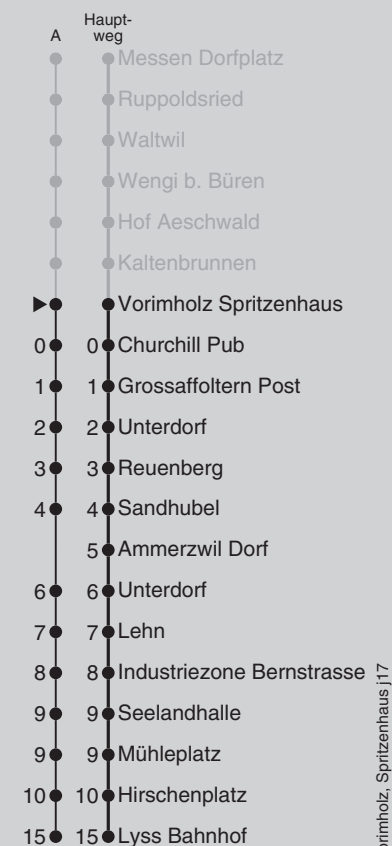 A
Haupt-
weg
Messen Dorfplatz
Ruppoldsried
Waltwil
Wengi b. Büren
Hof Aeschwald
Kaltenbrunnen
Vorimholz Spritzenhaus
0 0 Churchill Pub
1 1 Grossaffoltern Post
2 2 Unterdorf
3 3 Reuenberg
4 4 Sandhubel
5 Ammerzwil Dorf
6 6 Unterdorf
7 7 Lehn
8 8 Industriezone Bernstrasse
9 9 Seelandhalle
9 9 Mühleplatz
10 10 Hirschenplatz
15 15 Lyss Bahnhof
orimholz, Spritzenhaus j17